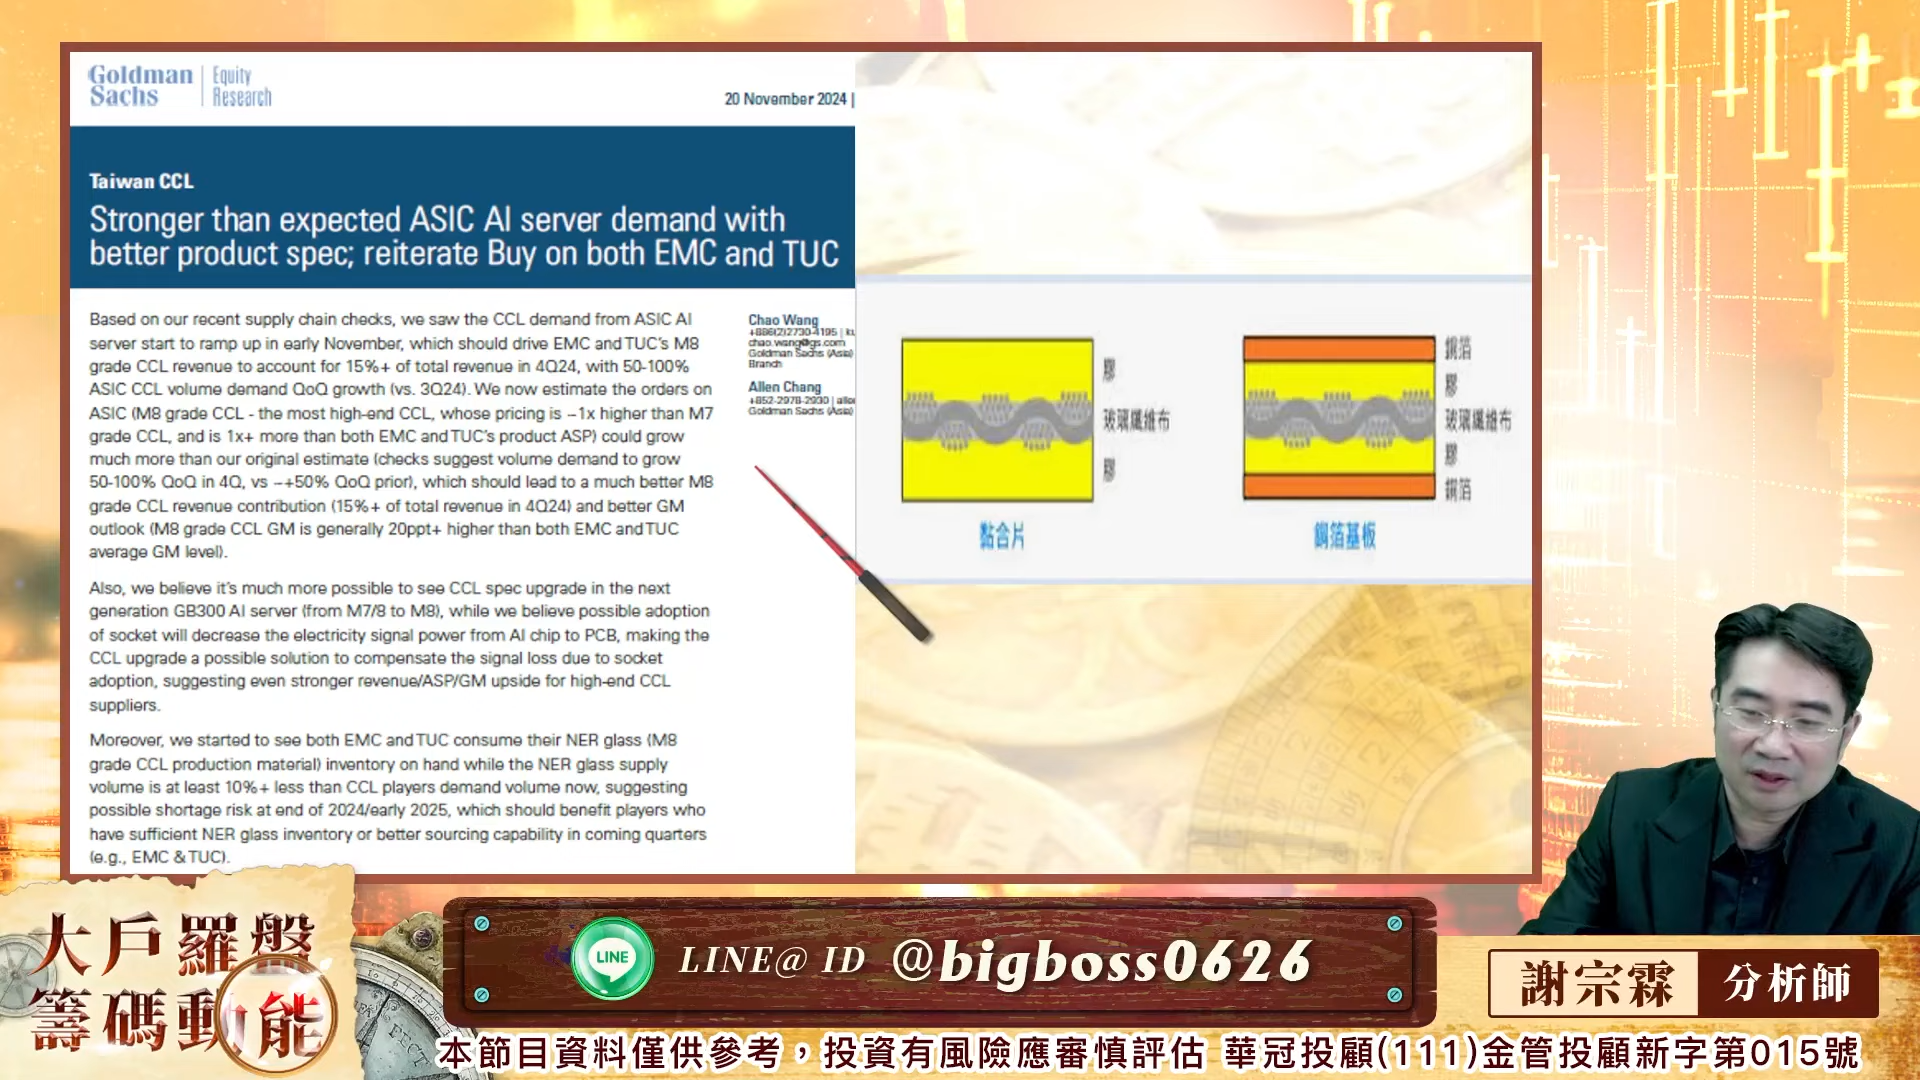 Goldman
Sachs
Equity
Research
20 November 2024 |
Taiwan CCL
Stronger than expected ASIC AI server demand with
better product spec; reiterate Buy on both EMC and TUC
Based on our recent supply chain checks, we saw the CCL demand from ASIC AI
server start to ramp up in early November, which should drive EMC and TUC's M8
grade CCL revenue to account for 15%+ of total revenue in 4Q24, with 50-100%
ASIC CCL volume demand QoQ growth (vs. 3Q24). We now estimate the orders on
ASIC (M8 grade CCL - the most high-end CCL, whose pricing is ~1x higher than M7
grade CCL, and is 1x+ more than both EMC and TUC's product ASP) could grow
much more than our original estimate (checks suggest volume demand to grow
50-100% QoQ in 4Q, vs ~+50% QoQ prior), which should lead to a much better M8
grade CCL revenue contribution (15%+ of total revenue in 4Q24) and better GM
outlook (M8 grade CCL GM is generally 20ppt+ higher than both EMC and TUC
average GM level).
Also, we believe it's much more possible to see CCL spec upgrade in the next
generation GB300 AI server (from M7/8 to M8), while we believe possible adoption
of socket will decrease the electricity signal power from AI chip to PCB, making the
CCL upgrade a possible solution to compensate the signal loss due to socket
adoption, suggesting even stronger revenue/ASP/GM upside for high-end CCL
suppliers.
Moreover, we started to see both EMC and TUC consume their NER glass (M8
grade CCL production material) inventory on hand while the NER glass supply
volume is at least 10%+ less than CCL players demand volume now, suggesting
possible shortage risk at end of 2024/early 2025, which should benefit players who
have sufficient NER glass inventory or better sourcing capability in coming quarters
(e.g., EMC & TUC).
Chao Wang
+886(2)2730-4195 | ku
chao.wang@gs.com
Goldman Sachs (Asia)
Branch
Allen Chang
+852-2978-2930 | alle
Goldman Sachs (Asia)
膠
玻璃纖維布
膠
黏合片
銅箔
膠
玻璃纖維布
膠
銅箔
銅箔基板
大戶羅盤
籌碼動能
LINE
LINE@ ID @bigboss0626
謝宗霖 分析師
本節目資料僅供參考，投資有風險應審慎評估 華冠投顧(111)金管投顧新字第015號